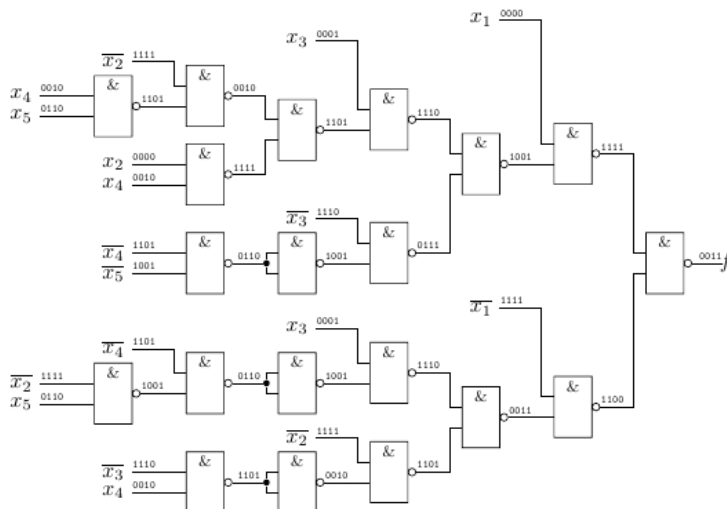 x₁ 0000
x₃ 0001
x̅₂ 1111 & & &
x₄ 0010 & 0010 & 1110 &
x₅ 0110 1101 & 1101 & 1111
x₂ 0000 & 1111 1001
x₄ 0010
x̅₃ 1110 &
x̅₄ 1101 & 0110 & 1001 & 0111 0011 f
x̅₅ 1001
x̅₁ 1111
x₃ 0001
x̅₄ 1101 & & & &
x̅₂ 1111 & 0110 1001 1110 & 1100
x₅ 0110 1001 0011
x̅₂ 1111
x̅₃ 1110 & 1101 & 0010 & 1101
x₄ 0010